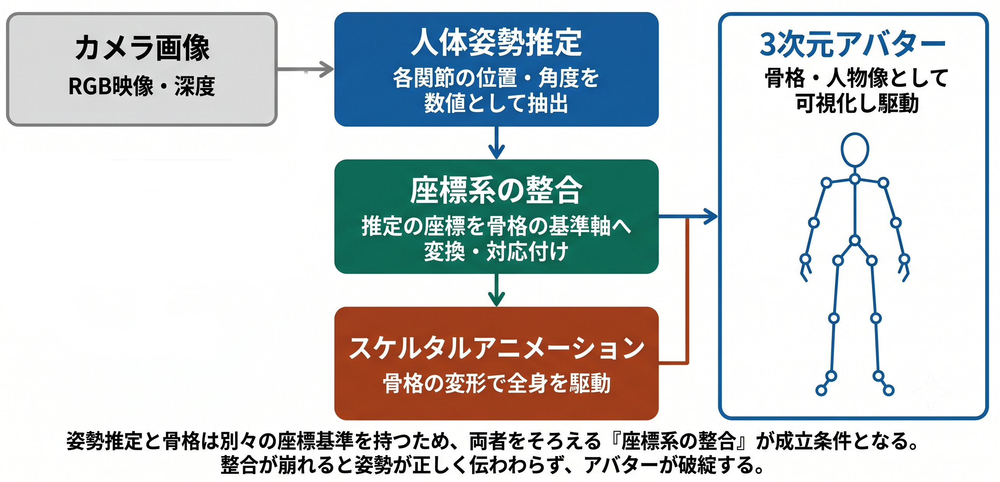 カメラ画像
RGB映像・深度
人体姿勢推定
各関節の位置・角度を
数値として抽出
座標系の整合
推定の座標を骨格の基準軸へ
変換・対応付け
スケルタルアニメーション
骨格の変形で全身を駆動
3次元アバター
骨格・人物像として
可視化し駆動
姿勢推定と骨格は別々の座標基準を持つため、両者をそろえる『座標系の整合』が成立条件となる。
整合が崩れると姿勢が正しく伝わわらず、アバターが破綻する。